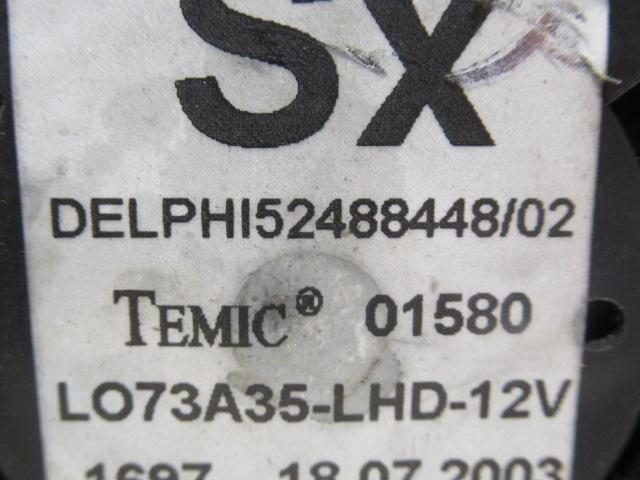 SX
DELPHI52488448/02
TEMIC® 01580
LO73A35-LHD-12V
1697 18.07.2003